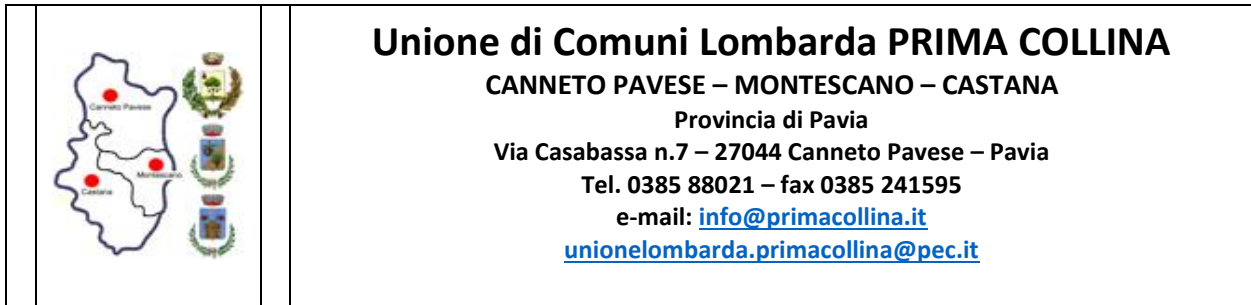 Canneto Pavese
Montescano
Castana
Unione di Comuni Lombarda PRIMA COLLINA
CANNETO PAVESE – MONTESCANO – CASTANA
Provincia di Pavia
Via Casabassa n.7 – 27044 Canneto Pavese – Pavia
Tel. 0385 88021 – fax 0385 241595
e-mail: info@primacollina.it
unionelombarda.primacollina@pec.it